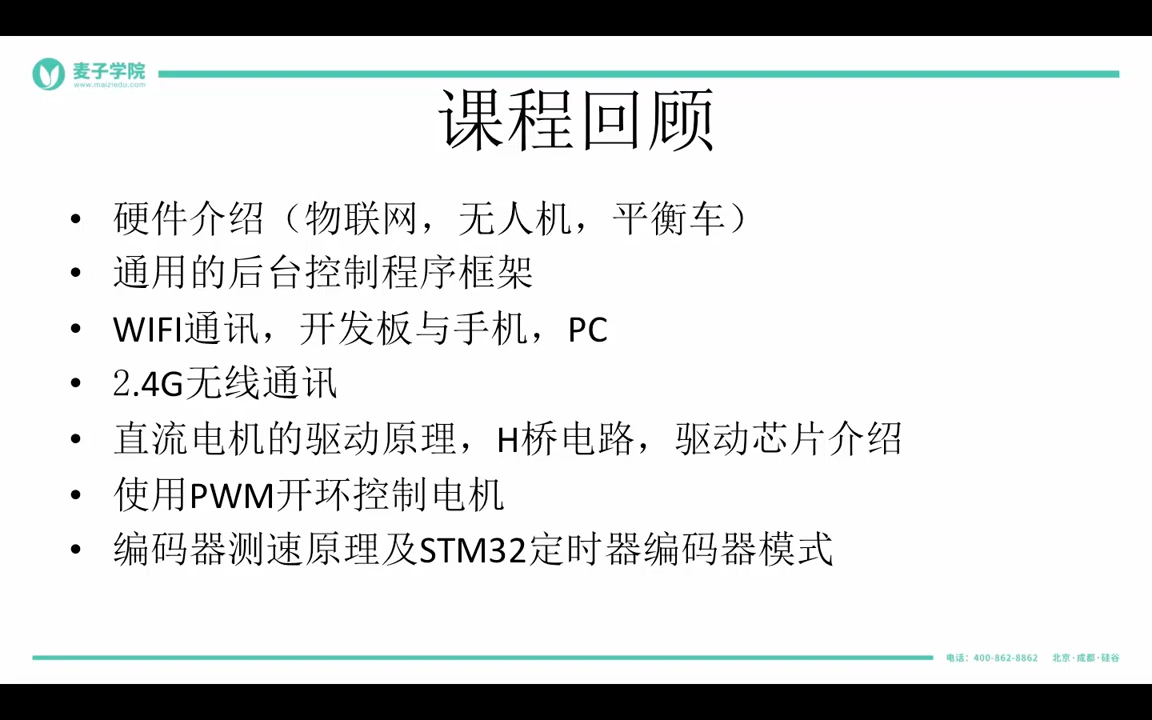 麦子学院
www.maiziedu.com
课程回顾
• 硬件介绍（物联网，无人机，平衡车）
• 通用的后台控制程序框架
• WIFI通讯，开发板与手机，PC
• 2.4G无线通讯
• 直流电机的驱动原理，H桥电路，驱动芯片介绍
• 使用PWM开环控制电机
• 编码器测速原理及STM32定时器编码器模式
电话：400-862-8862 北京·成都·硅谷